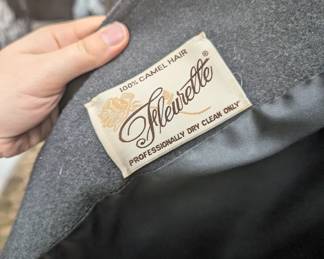 100% CAMEL HAIR
Fleurette®
PROFESSIONALLY DRY CLEAN ONLY